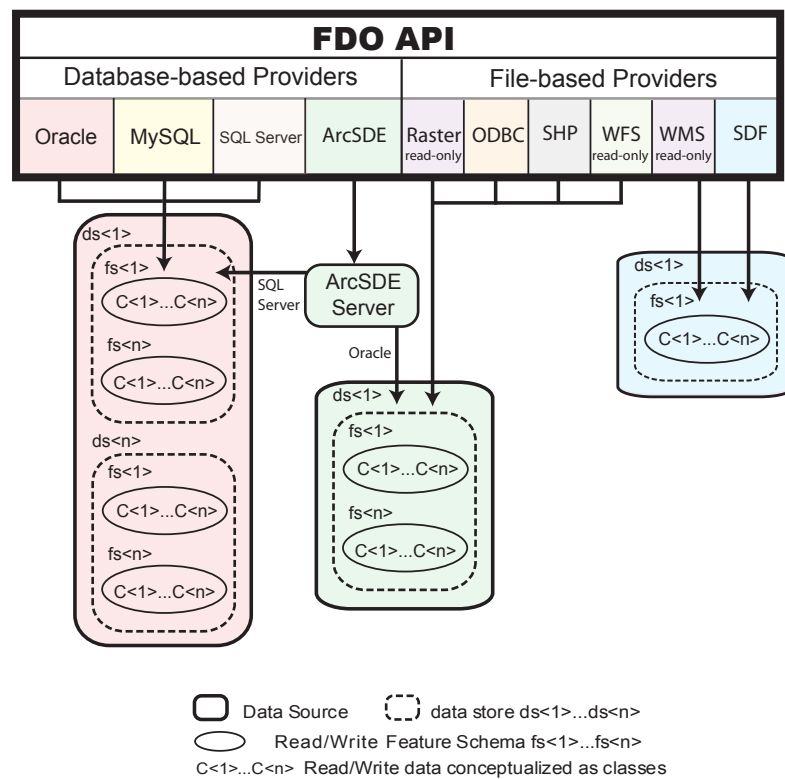 FDO API
Database-based Providers
File-based Providers
Oracle
MySQL
SQL Server
ArcSDE
Raster
read-only
ODBC
SHP
WFS
read-only
WMS
read-only
SDF
ds<1>
fs<1>
C<1>...C<n>
fs<n>
C<1>...C<n>
ds<n>
fs<1>
C<1>...C<n>
fs<n>
C<1>...C<n>
SQL
Server
ArcSDE
Server
Oracle
ds<1>
fs<1>
C<1>...C<n>
fs<n>
C<1>...C<n>
ds<1>
fs<1>
C<1>...C<n>
Data Source
data store ds<1>...ds<n>
Read/Write Feature Schema fs<1>...fs<n>
C<1>...C<n> Read/Write data conceptualized as classes